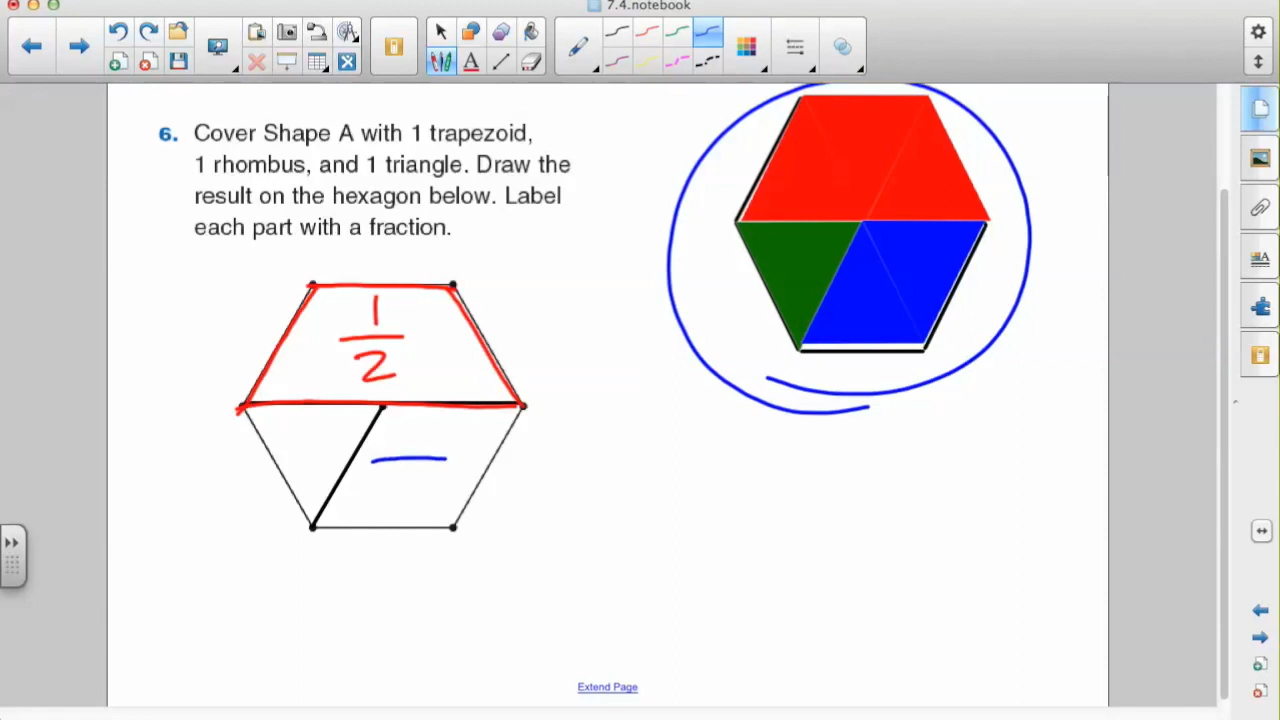 7.4.notebook
6. Cover Shape A with 1 trapezoid,
1 rhombus, and 1 triangle. Draw the
result on the hexagon below. Label
each part with a fraction.
1
2
Extend Page